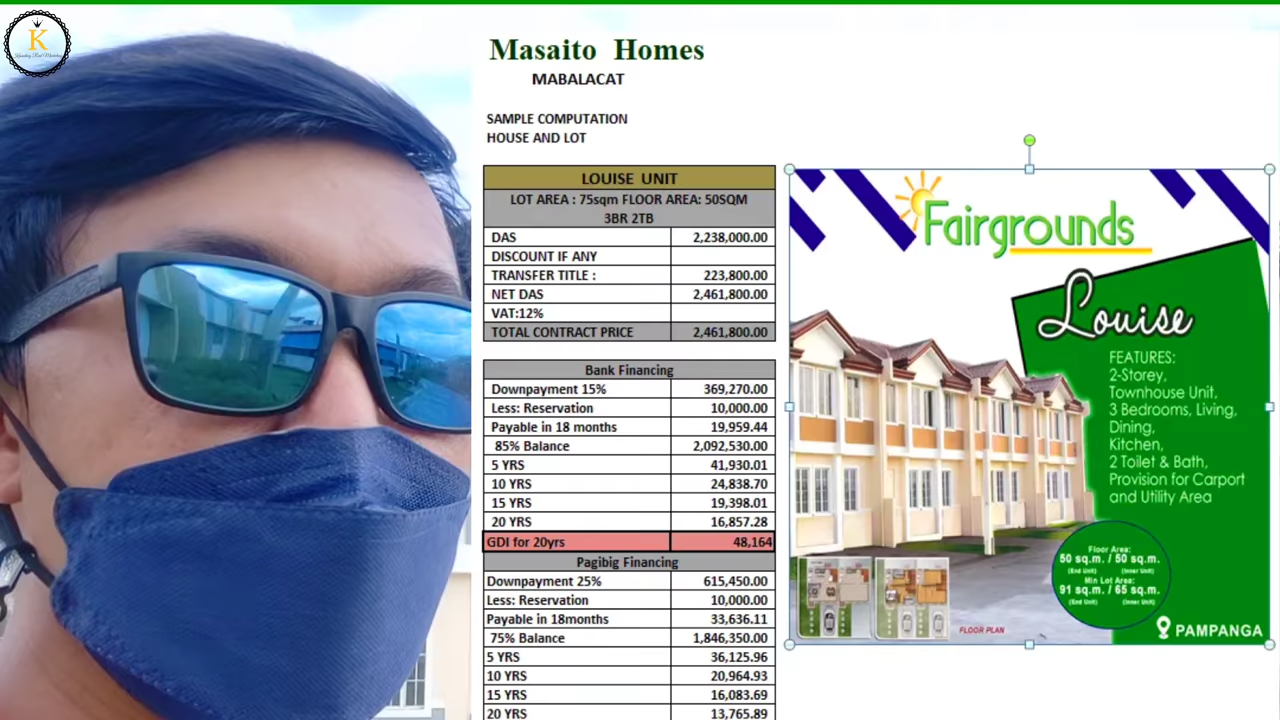 K
Masaito Homes
MABALACAT
SAMPLE COMPUTATION
HOUSE AND LOT
LOUISE UNIT
LOT AREA : 75sqm FLOOR AREA: 50SQM
3BR 2TB
DAS 2,238,000.00
DISCOUNT IF ANY
TRANSFER TITLE : 223,800.00
NET DAS 2,461,800.00
VAT:12%
TOTAL CONTRACT PRICE 2,461,800.00
Bank Financing
Downpayment 15% 369,270.00
Less: Reservation 10,000.00
Payable in 18 months 19,959.44
85% Balance 2,092,530.00
5 YRS 41,930.01
10 YRS 24,838.70
15 YRS 19,398.01
20 YRS 16,857.28
GDI for 20yrs 48,164
Pagibig Financing
Downpayment 25% 615,450.00
Less: Reservation 10,000.00
Payable in 18months 33,636.11
75% Balance 1,846,350.00
5 YRS 36,125.96
10 YRS 20,964.93
15 YRS 16,083.69
20 YRS 13,765.89
Fairgrounds
Louise
FEATURES:
2-Storey,
Townhouse Unit,
3 Bedrooms, Living,
Dining,
Kitchen,
2 Toilet & Bath,
Provision for Carport
and Utility Area
Floor Area:
50 sq.m. / 50 sq.m.
(End Unit) (Inner Unit)
Min Lot Area:
91 sq.m. / 65 sq.m.
(End Unit) (Inner Unit)
FLOOR PLAN
PAMPANGA